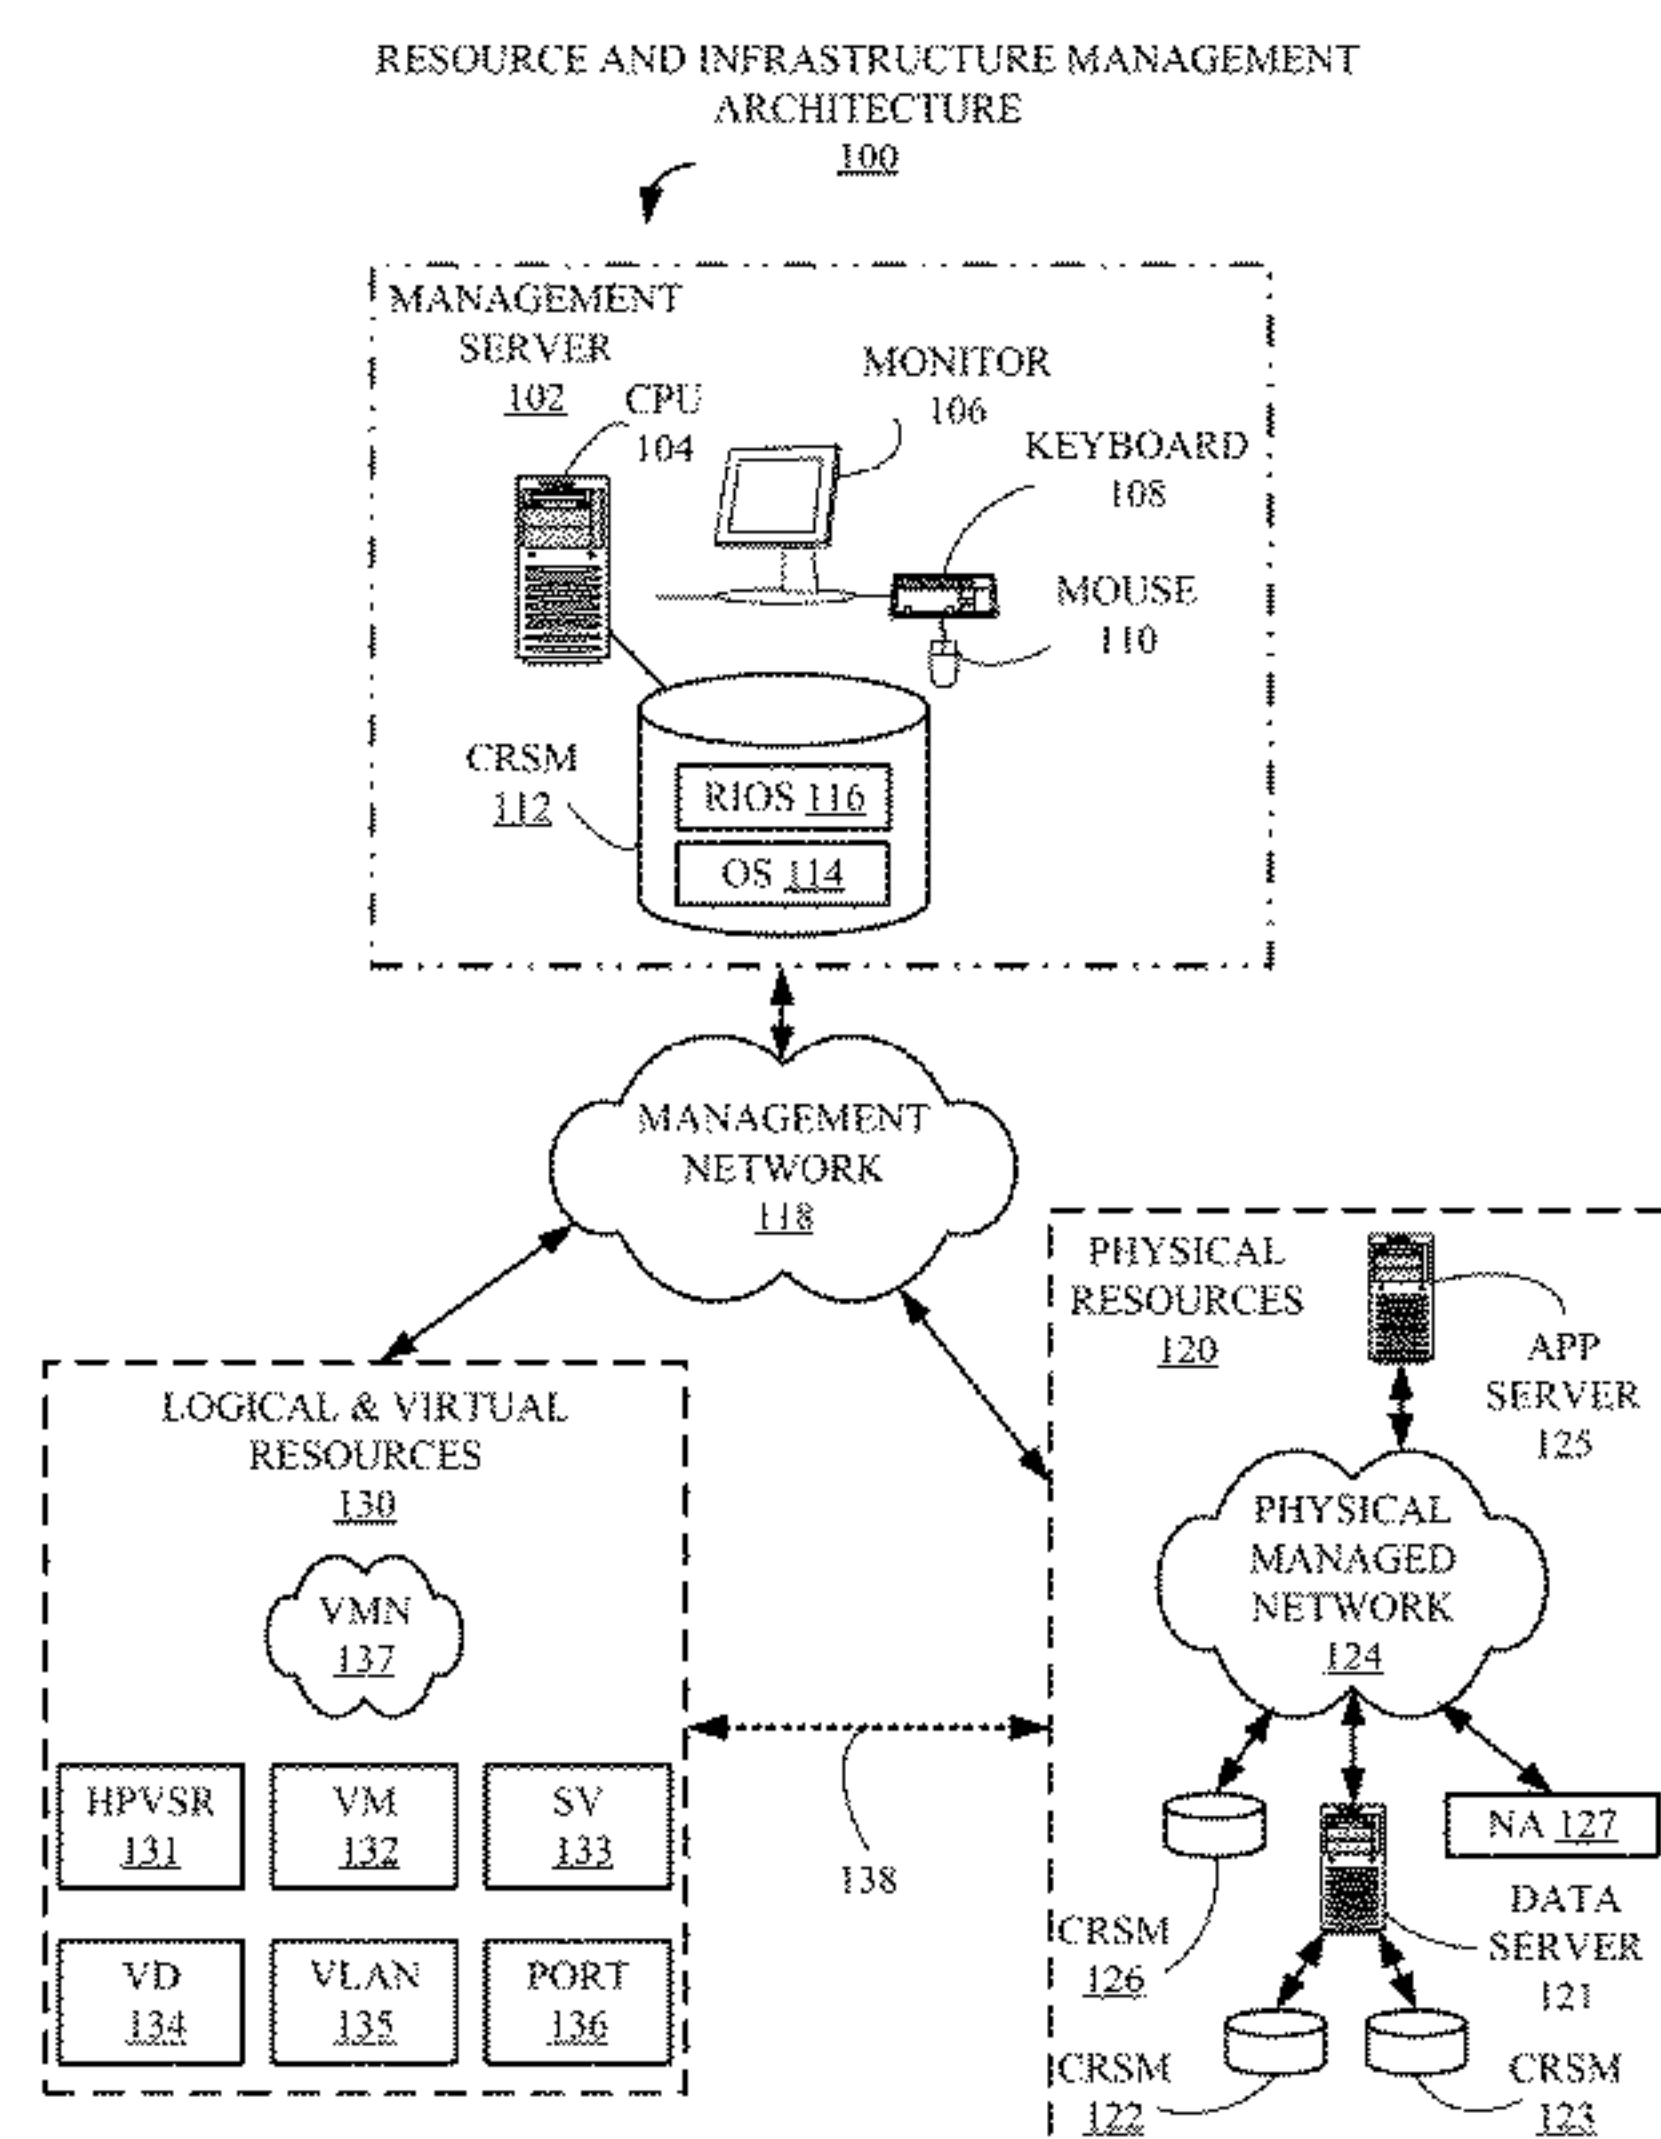 RESOURCE AND INFRASTRUCTURE MANAGEMENT
ARCHITECTURE
100
MANAGEMENT
SERVER
102
CPU
104
MONITOR
106
KEYBOARD
108
MOUSE
110
CRSM
112
RIOS 116
OS 114
MANAGEMENT
NETWORK
118
LOGICAL & VIRTUAL
RESOURCES
130
VMN
137
HPVSR
131
VM
132
SV
133
VD
134
VLAN
135
PORT
136
138
PHYSICAL
RESOURCES
120
APP
SERVER
125
PHYSICAL
MANAGED
NETWORK
124
CRSM
126
NA 127
DATA
SERVER
121
CRSM
122
CRSM
123